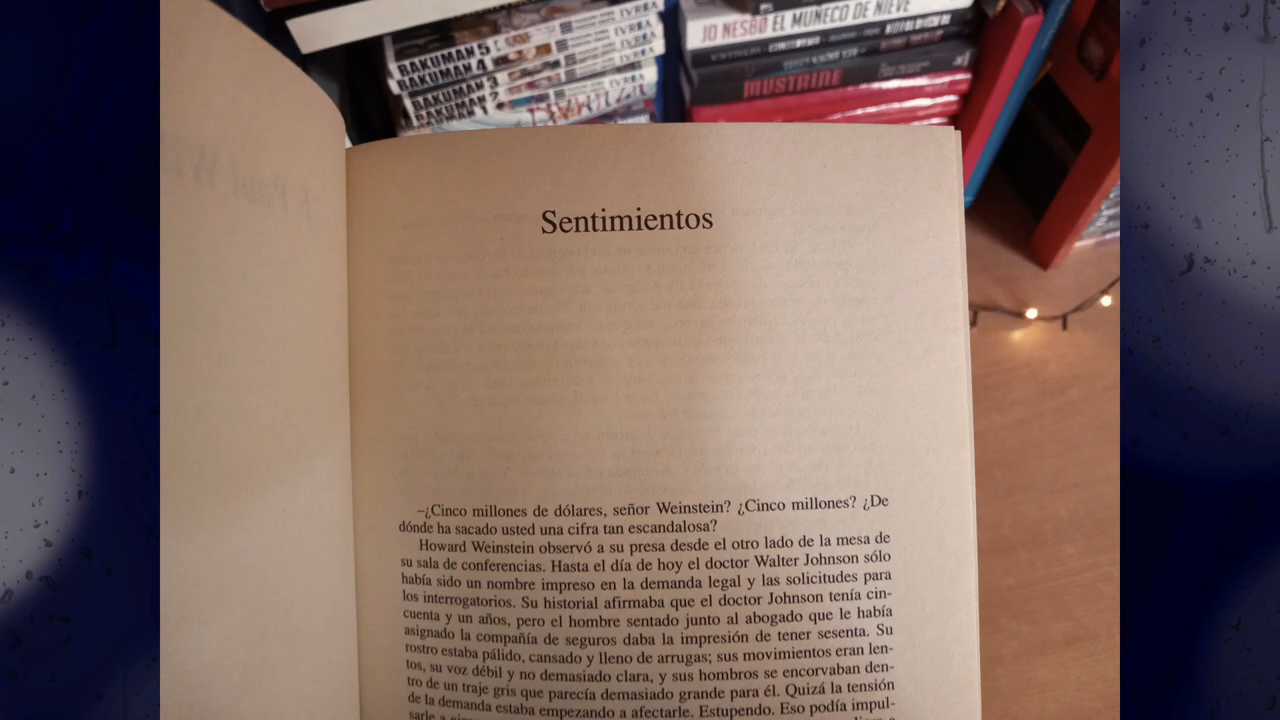 JO NESBO EL MUÑECO DE NIEVE
BAKUMAN 5
BAKUMAN 4
BAKUMAN 3
BAKUMAN 2
BAKUMAN 1
IVREA
IVREA
IVREA
IVREA
MUSTAINE
Sentimientos
–¿Cinco millones de dólares, señor Weinstein? ¿Cinco millones? ¿De
dónde ha sacado usted una cifra tan escandalosa?
Howard Weinstein observó a su presa desde el otro lado de la mesa de
su sala de conferencias. Hasta el día de hoy el doctor Walter Johnson sólo
había sido un nombre impreso en la demanda legal y las solicitudes para
los interrogatorios. Su historial afirmaba que el doctor Johnson tenía cin-
cuenta y un años, pero el hombre sentado junto al abogado que le había
asignado la compañía de seguros daba la impresión de tener sesenta. Su
rostro estaba pálido, cansado y lleno de arrugas; sus movimientos eran len-
tos, su voz débil y no demasiado clara, y sus hombros se encorvaban den-
tro de un traje gris que parecía demasiado grande para él. Quizá la tensión
de la demanda estaba empezando a afectarle. Estupendo. Eso podía impul-